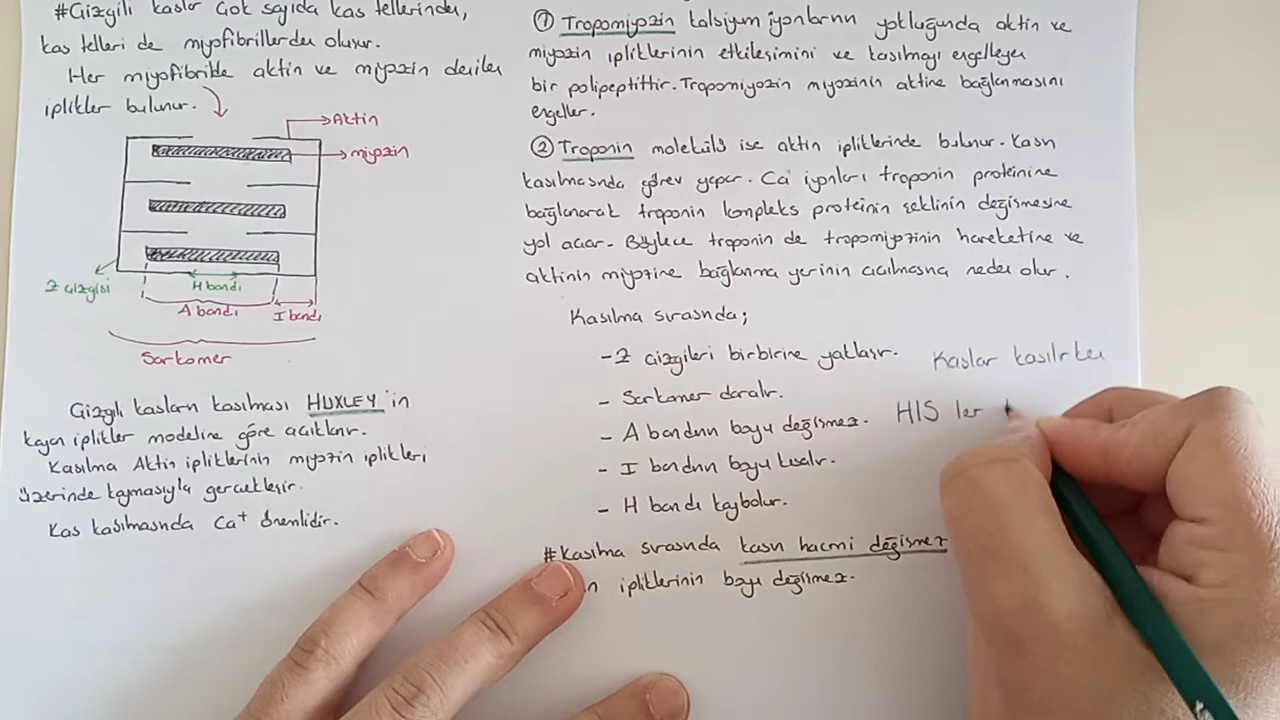 #Çizgili kaslar çok sayıda kas tellerinden,
kas telleri de miyofibrillerden oluşur.
Her miyofibrilde aktin ve miyozin denilen
iplikler bulunur.
Aktin
miyozin
Z çizgisi
H bandı
A bandı
I bandı
Sarkomer
Çizgili kasların kasılması HUXLEY'in
kayan iplikler modeline göre açıklanır.
Kasılma Aktin ipliklerinin miyozin iplikleri
üzerinde kaymasıyla gerçekleşir.
Kas kasılmasında Ca+ önemlidir.
① Tropomiyozin kalsiyum iyonlarının yokluğunda aktin ve
miyozin ipliklerinin etkileşimini ve kasılmayı engelleyen
bir polipeptittir. Tropomiyozin miyozinin aktine bağlanmasını
engeller.
② Troponin molekülü ise aktin ipliklerinde bulunur. Kasın
kasılmasında görev yapar. Ca iyonları troponin proteinine
bağlanarak troponin kompleks proteinin şeklinin değişmesine
yol açar. Böylece troponin de tropomiyozinin hareketine ve
aktinin miyozine bağlanma yerinin açılmasına neden olur.
Kasılma sırasında;
- Z çizgileri birbirine yaklaşır.
- Sarkomer daralır.
- A bandının boyu değişmez.
- I bandının boyu kısalır.
- H bandı kaybolur.
Kaslar kasılırken
HIS ler
#Kasılma sırasında kasın hacmi değişmez
ipliklerinin boyu değişmez.